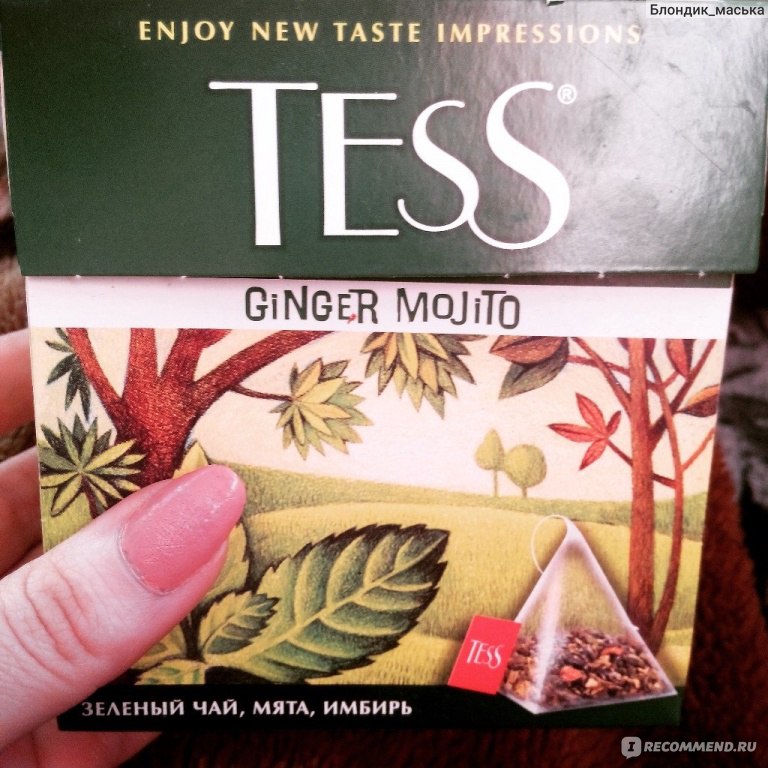 Блондик_маська
ENJOY NEW TASTE IMPRESSIONS
TESS®
GiNGER MOJiTO
TESS
ЗЕЛЕНЫЙ ЧАЙ, МЯТА, ИМБИРЬ
IRECOMMEND.RU